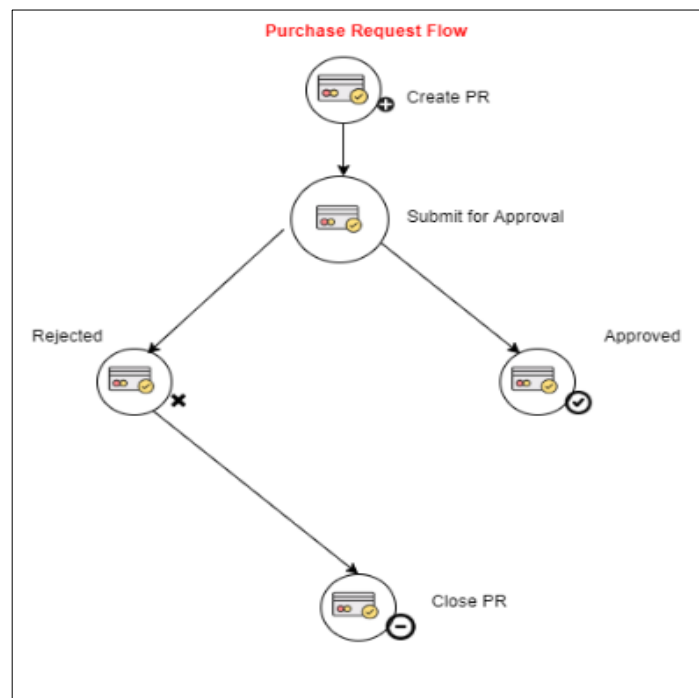 Purchase Request Flow
Create PR
Submit for Approval
Rejected
Approved
Close PR